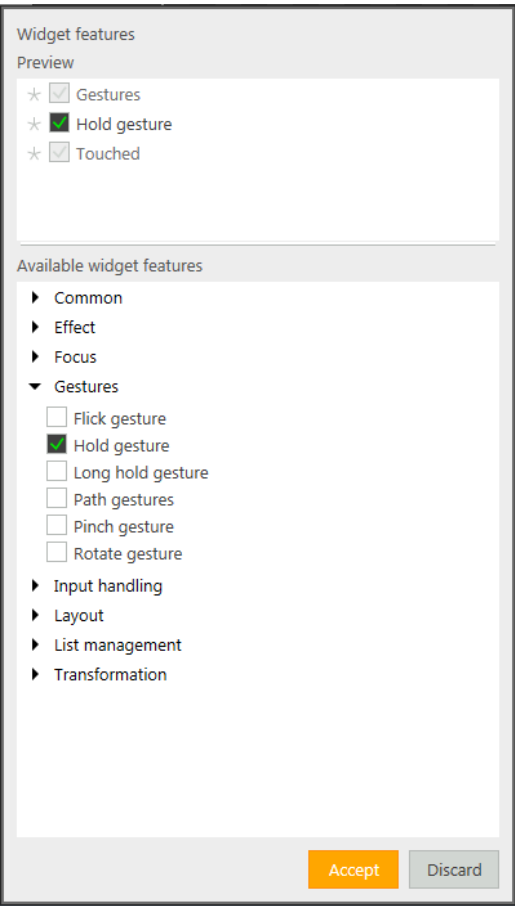 Widget features
Preview
Gestures
Hold gesture
Touched
Available widget features
Common
Effect
Focus
Gestures
Flick gesture
Hold gesture
Long hold gesture
Path gestures
Pinch gesture
Rotate gesture
Input handling
Layout
List management
Transformation
Accept Discard